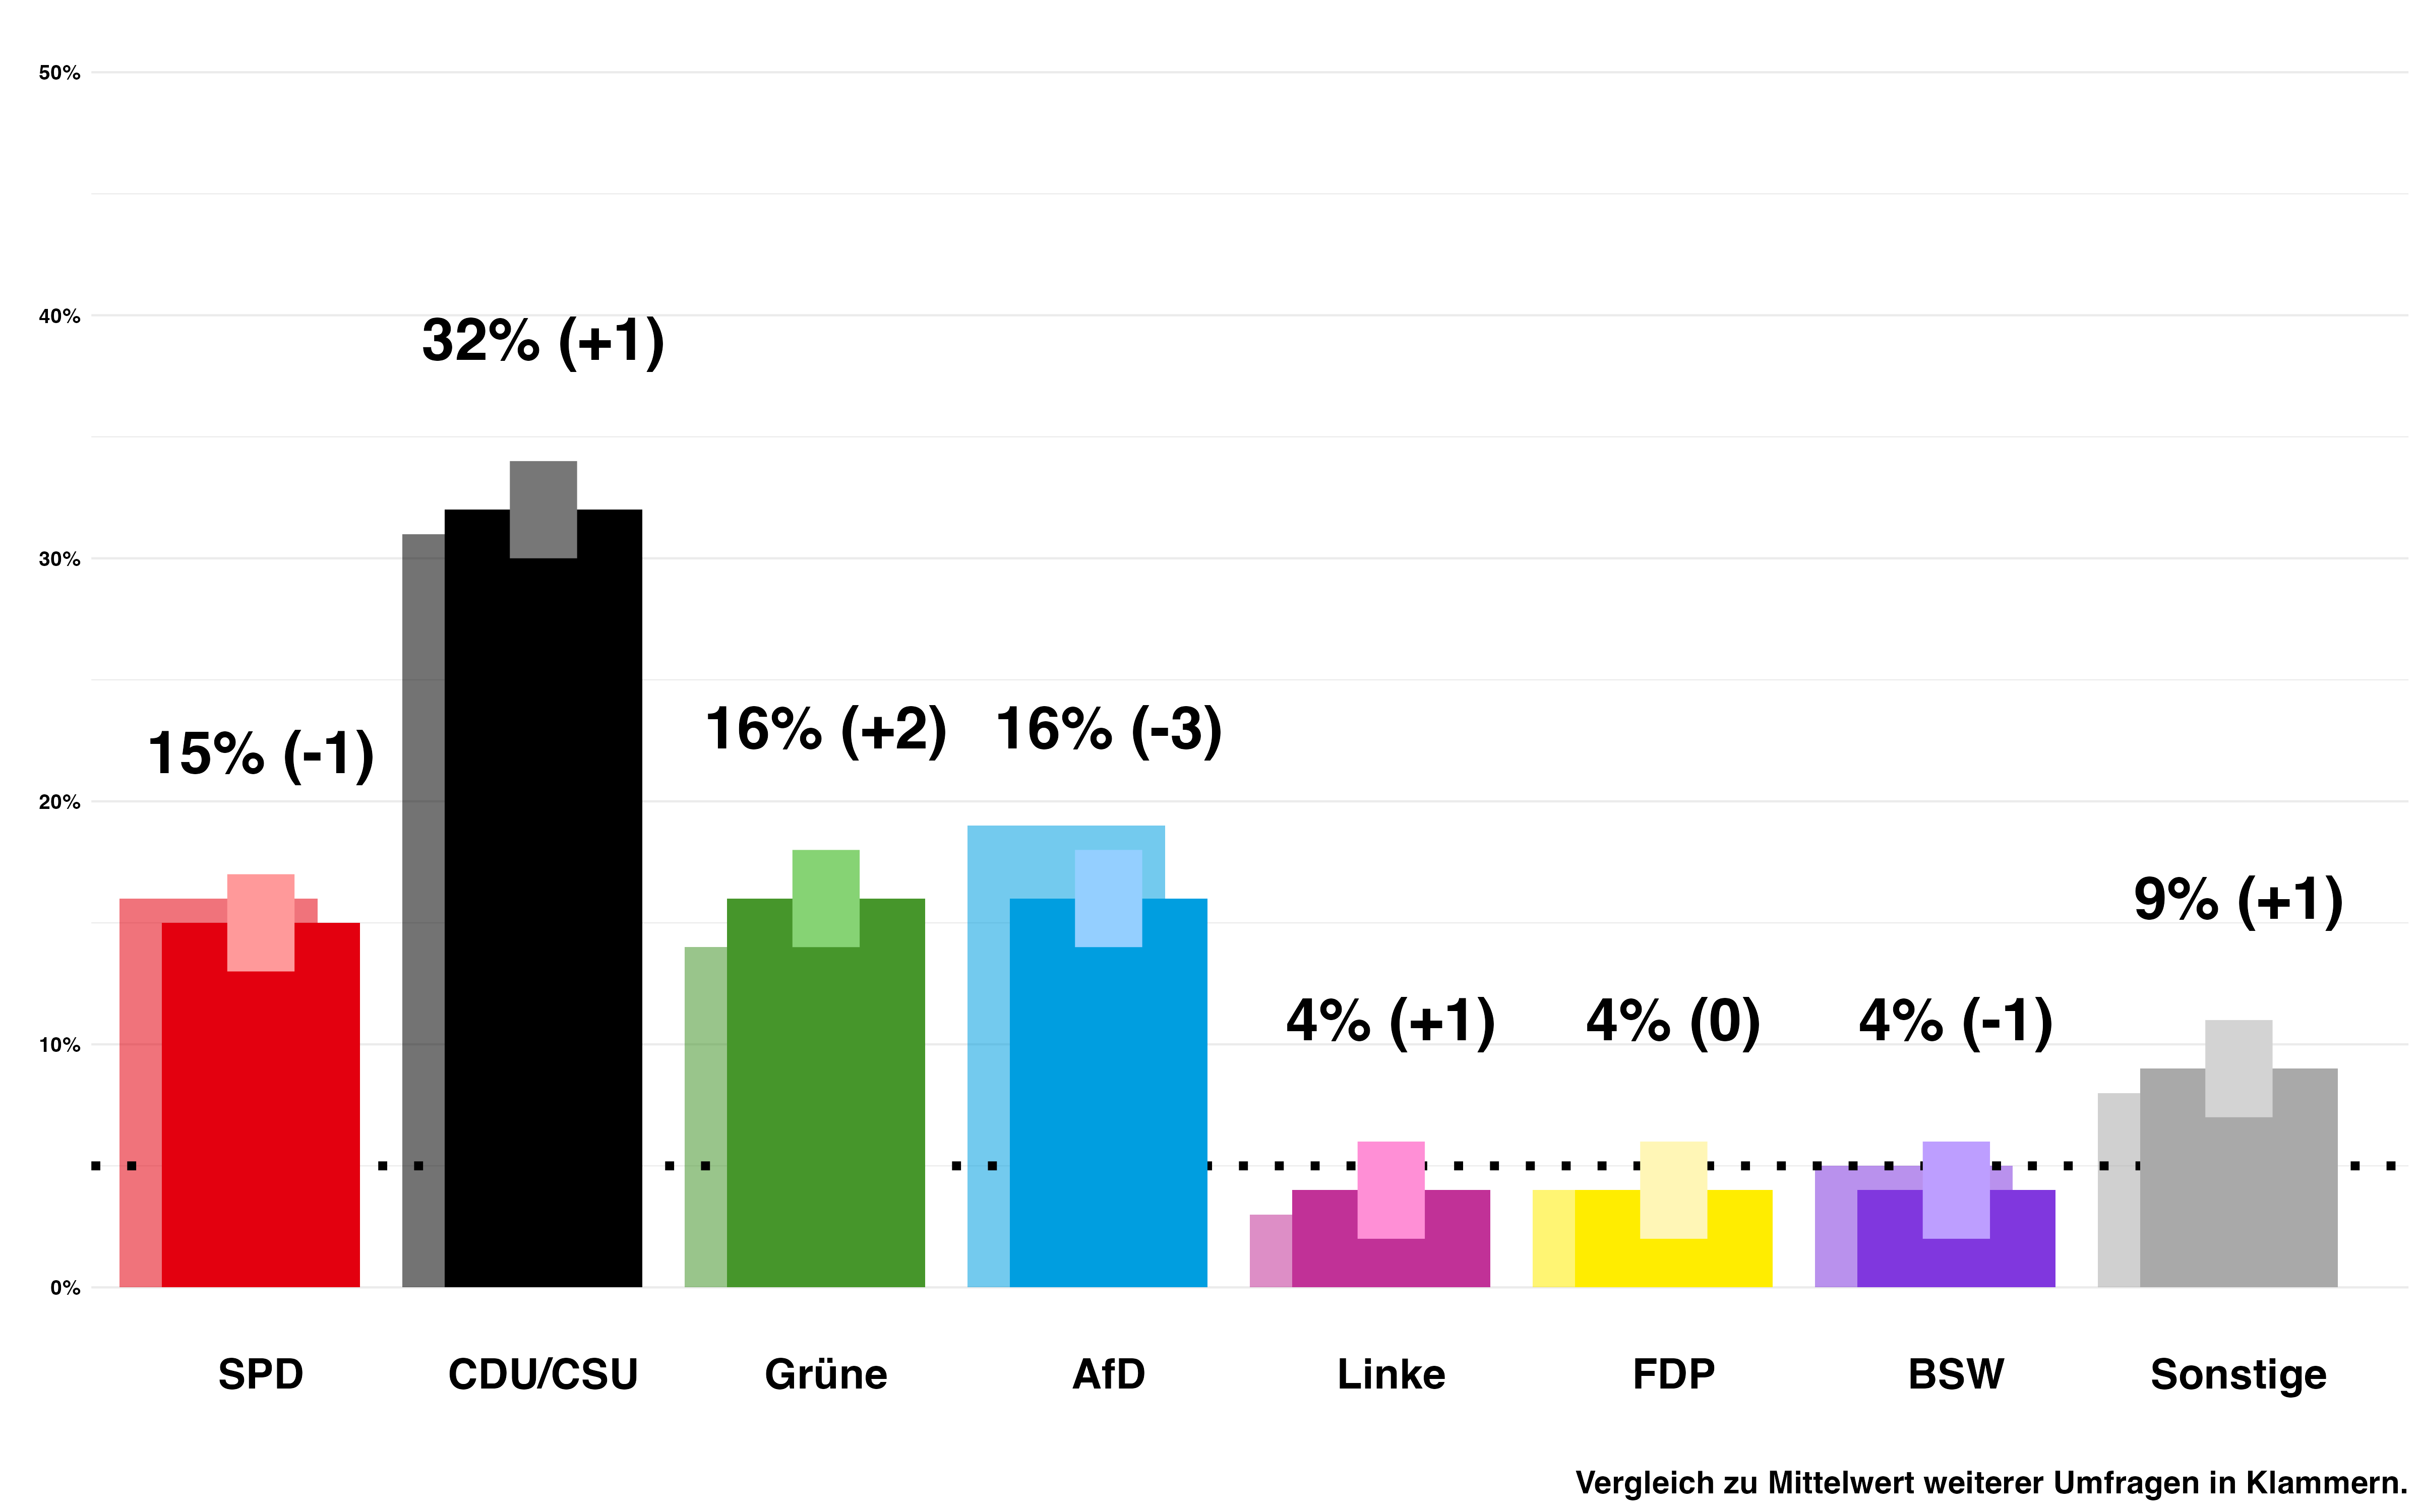 50%
40%
32% (+1)
30%
16% (+2) 16% (-3)
15% (-1)
20%
9% (+1)
4% (+1) 4% (0) 4% (-1)
10%
0%
SPD CDU/CSU Grüne AfD Linke FDP BSW Sonstige
Vergleich zu Mittelwert weiterer Umfragen in Klammern.